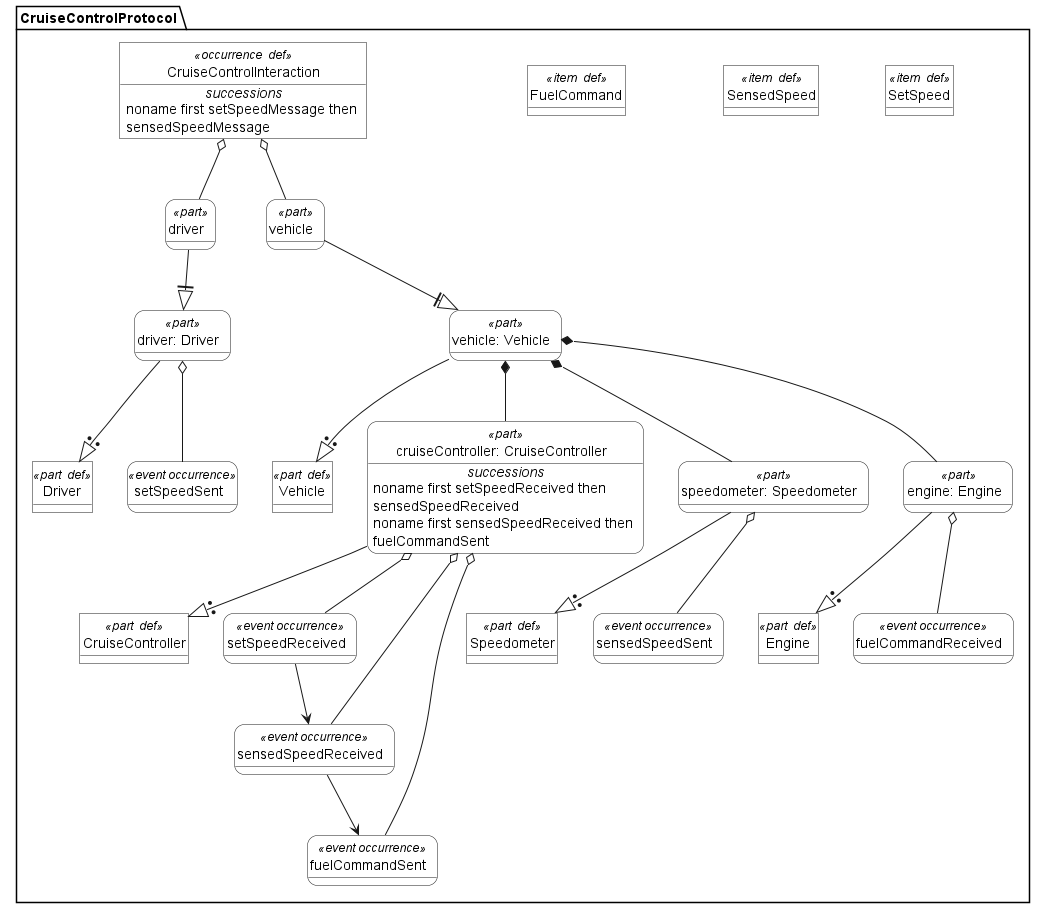 CruiseControlProtocol
«occurrence def»
CruiseControlInteraction
successions
noname first setSpeedMessage then
sensedSpeedMessage
«item def»
FuelCommand
«item def»
SensedSpeed
«item def»
SetSpeed
«part»
driver
«part»
vehicle
«part»
driver: Driver
«part»
vehicle: Vehicle
«part def»
Driver
«event occurrence»
setSpeedSent
«part def»
Vehicle
«part»
cruiseController: CruiseController
successions
noname first setSpeedReceived then
sensedSpeedReceived
noname first sensedSpeedReceived then
fuelCommandSent
«part»
speedometer: Speedometer
«part»
engine: Engine
«part def»
CruiseController
«event occurrence»
setSpeedReceived
«part def»
Speedometer
«event occurrence»
sensedSpeedSent
«part def»
Engine
«event occurrence»
fuelCommandReceived
«event occurrence»
sensedSpeedReceived
«event occurrence»
fuelCommandSent